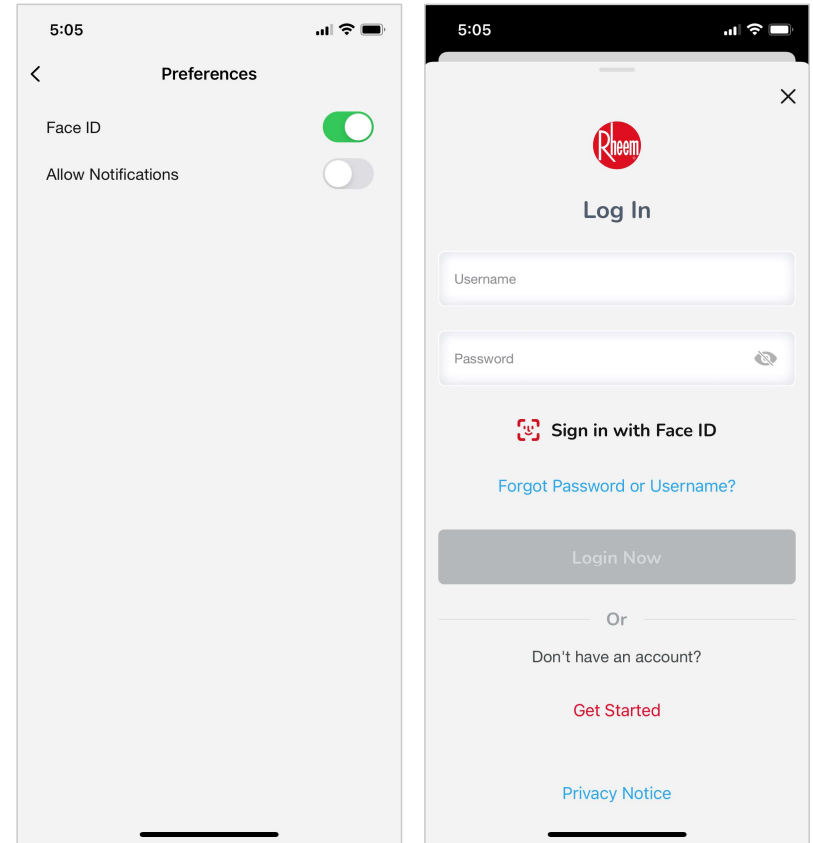 5:05
Preferences
Face ID
Allow Notifications
5:05
Rheem
Log In
Username
Password
Sign in with Face ID
Forgot Password or Username?
Login Now
Or
Don't have an account?
Get Started
Privacy Notice